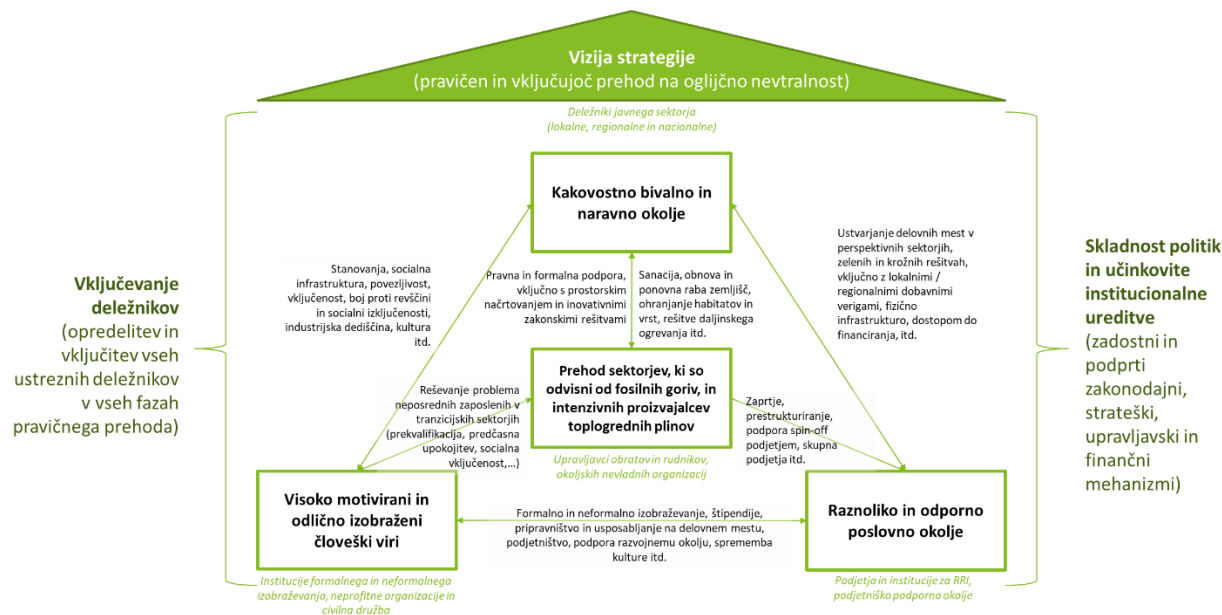 Vizija strategije
(pravičen in vključujoč prehod na ogljično nevtralnost)
Deležniki javnega sektorja
(lokalne, regionalne in nacionalne)
Kakovostno bivalno in
naravno okolje
Vključevanje
deležnikov
(opredelitev in
vključitev vseh
ustreznih deležnikov
v vseh fazah
pravičnega prehoda)
Stanovanja, socialna
infrastruktura, povezljivost,
vključenost, boj proti revščini
in socialni izključenosti,
industrijska dediščina, kultura
itd.
Pravna in formalna podpora,
vključno s prostorskim
načrtovanjem in inovativnimi
zakonskimi rešitvami
Sanacija, obnova in
ponovna raba zemljišč,
ohranjanje habitatov in
vrst, rešitve daljinskega
ogrevanja itd.
Ustvarjanje delovnih mest v
perspektivnih sektorjih,
zelenih in krožnih rešitvah,
vključno z lokalnimi /
regionalnimi dobavnimi
verigami, fizično
infrastrukturo, dostopom do
financiranja, itd.
Skladnost politik
in učinkovite
institucionalne
ureditve
(zadostni in
podprti
zakonodajni,
strateški,
upravljavski in
finančni
mehanizmi)
Prehod sektorjev, ki so
odvisni od fosilnih goriv, in
intenzivnih proizvajalcev
toplogrednih plinov
Upravljavci obratov in rudnikov,
okoljskih nevladnih organizacij
Reševanje problema
neposrednih zaposlenih v
tranzicijskih sektorjih
(prekvalifikacija, predčasna
upokojitev, socialna
vključenost,…)
Zaprtje,
prestrukturiranje,
podpora spin-off
podjetjem, skupna
podjetja itd.
Visoko motivirani in
odlično izobraženi
človeški viri
Institucije formalnega in neformalnega
izobraževanja, neprofitne organizacije in
civilna družba
Formalno in neformalno izobraževanje, štipendije,
pripravništvo in usposabljanje na delovnem mestu,
podjetništvo, podpora razvojnemu okolju, sprememba
kulture itd.
Raznoliko in odporno
poslovno okolje
Podjetja in institucije za RRI,
podjetniška podporno okolje